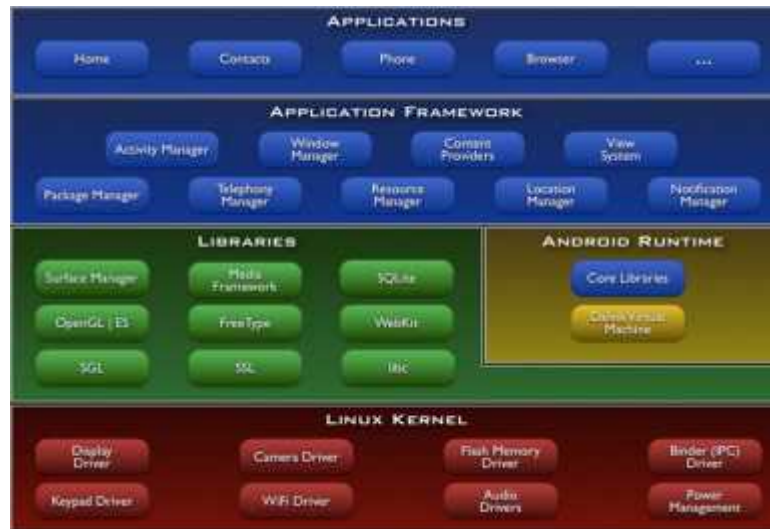 APPLICATIONS
Home Contacts Phone Browser ...
APPLICATION FRAMEWORK
Activity Manager Window Manager Content Providers View System
Package Manager Telephony Manager Resource Manager Location Manager Notification Manager
LIBRARIES ANDROID RUNTIME
Surface Manager Media Framework SQLite Core Libraries
OpenGL | ES FreeType WebKit Dalvik Virtual Machine
SGL SSL libc
LINUX KERNEL
Display Driver Camera Driver Flash Memory Driver Binder (IPC) Driver
Keypad Driver WiFi Driver Audio Drivers Power Management